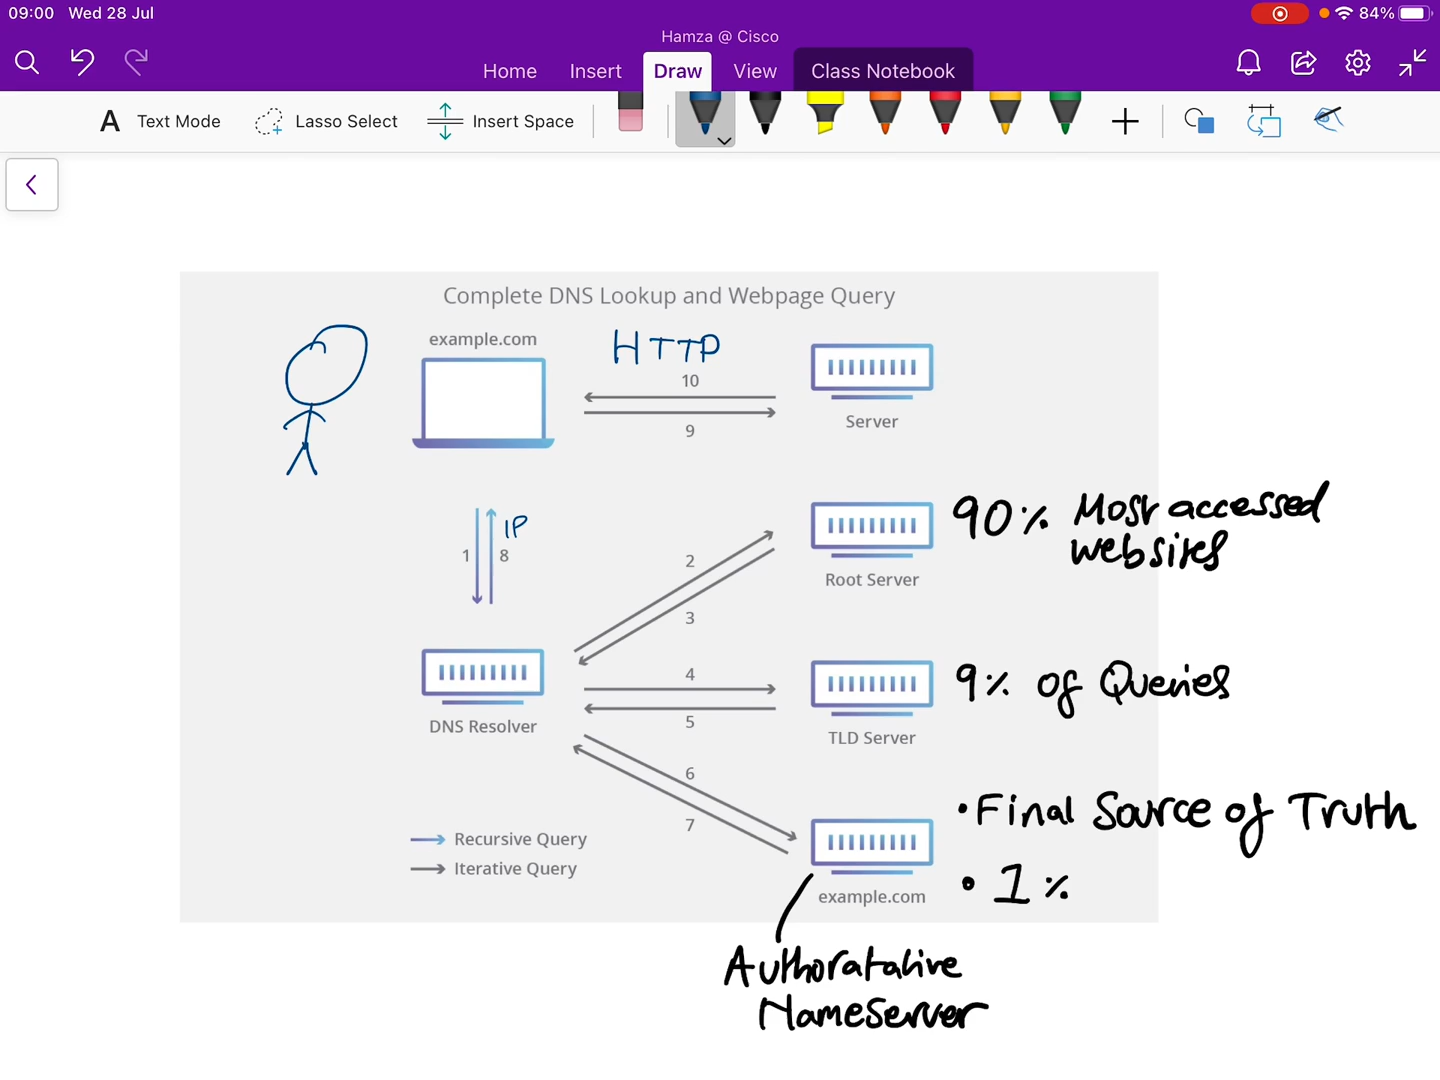 09:00 Wed 28 Jul
84%
Hamza @ Cisco
Home Insert Draw View Class Notebook
A Text Mode Lasso Select Insert Space
Complete DNS Lookup and Webpage Query
example.com
HTTP
10
9
Server
1
8
IP
2
3
Root Server
90% Most accessed
websites
DNS Resolver
4
5
TLD Server
9% of Queries
6
7
Recursive Query
Iterative Query
example.com
• Final Source of Truth
• 1%
Authoratative
Nameserver